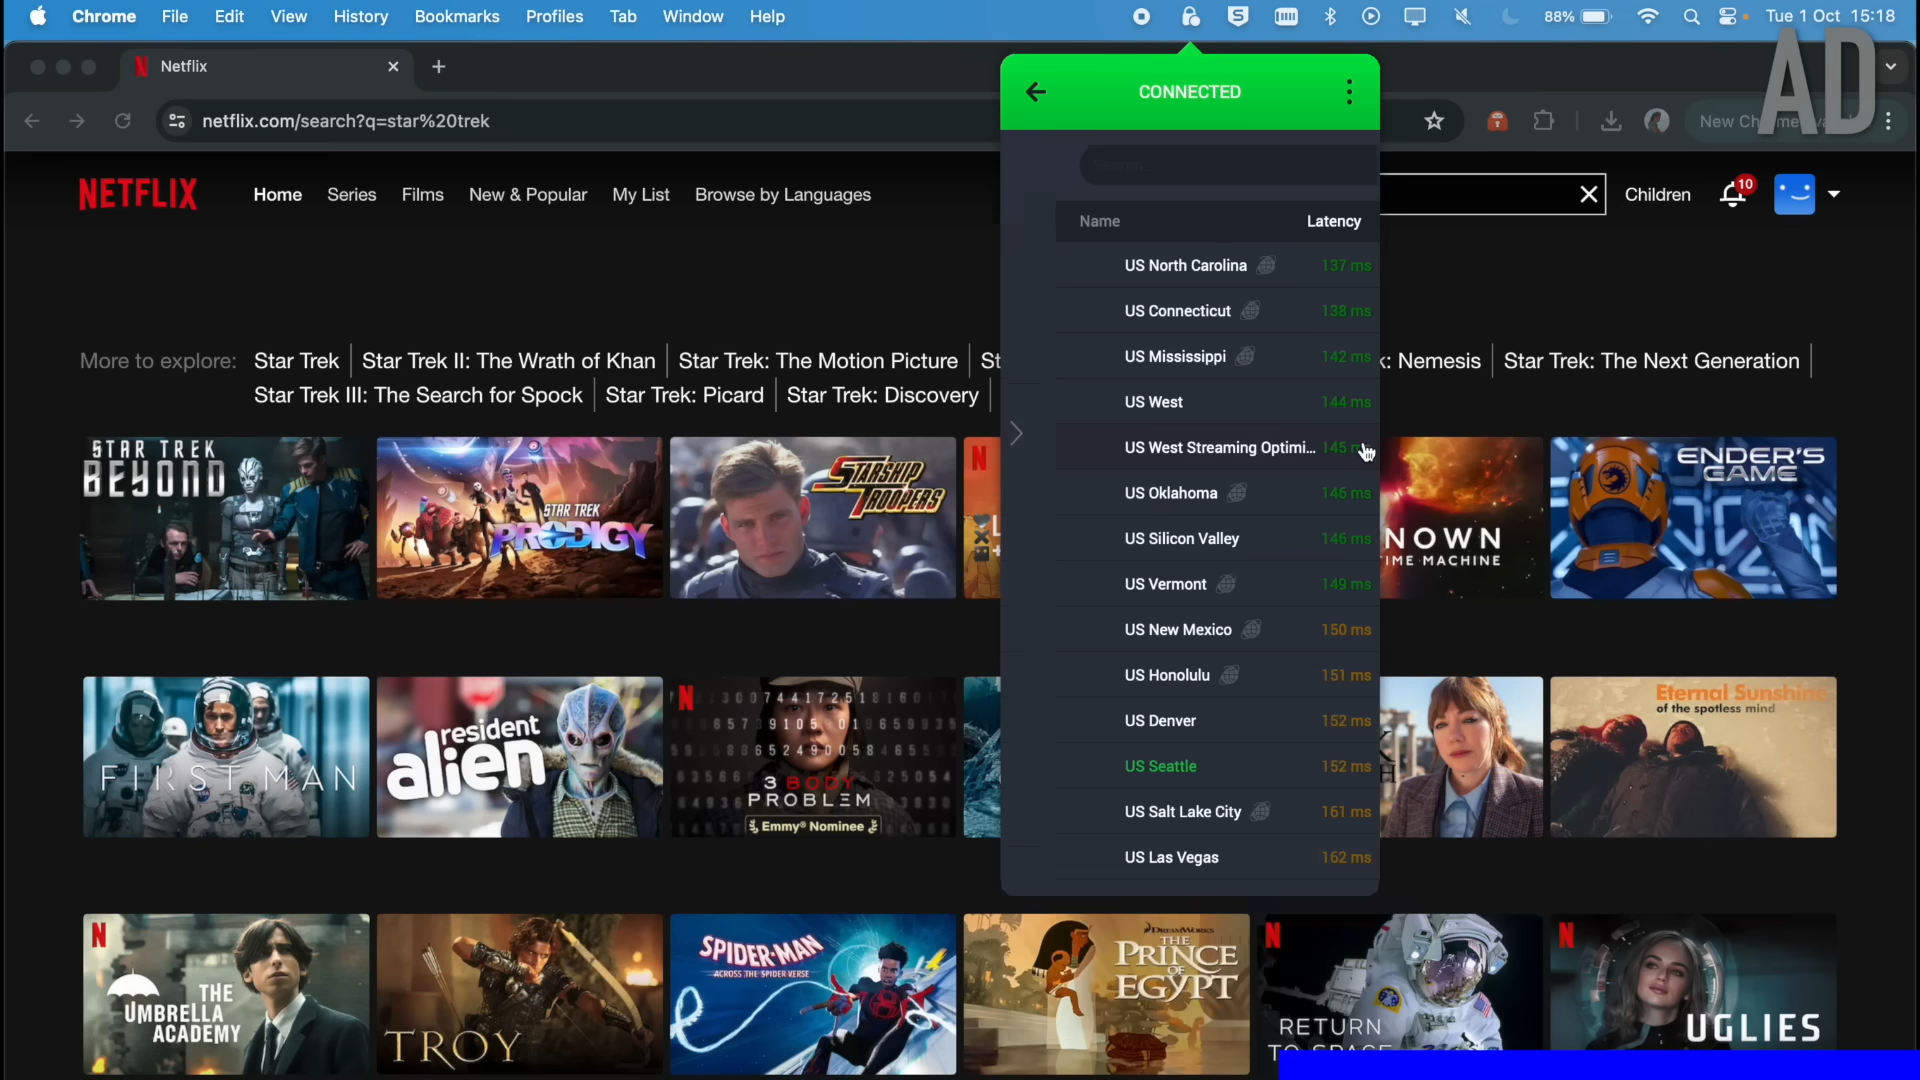 Chrome File Edit View History Bookmarks Profiles Tab Window Help 88% Tue 1 Oct 15:18
AD
Netflix
netflix.com/search?q=star%20trek
New Ch
CONNECTED
NETFLIX Home Series Films New & Popular My List Browse by Languages Children 10
Name Latency
US North Carolina 137 ms
US Connecticut 138 ms
US Mississippi 142 ms
US West 144 ms
US West Streaming Optimi... 145
US Oklahoma 146 ms
US Silicon Valley 146 ms
US Vermont 149 ms
US New Mexico 150 ms
US Honolulu 151 ms
US Denver 152 ms
US Seattle 152 ms
US Salt Lake City 161 ms
US Las Vegas 162 ms
More to explore: Star Trek Star Trek II: The Wrath of Khan Star Trek: The Motion Picture St k: Nemesis Star Trek: The Next Generation
Star Trek III: The Search for Spock Star Trek: Picard Star Trek: Discovery
STAR TREK
BEYOND
STAR TREK
PRODIGY
STARSHIP
TROOPERS
N
NOWN
IME MACHINE
ENDER'S
GAME
FIRST MAN
resident
alien
N
3 BODY
PROBLEM
Emmy® Nominee
Eternal Sunshine
of the spotless mind
N
THE
UMBRELLA
ACADEMY
TROY
SPIDER-MAN
ACROSS THE SPIDER-VERSE
DREAMWORKS
THE
PRINCE
OF
EGYPT
N
RETURN
TO SPACE
N
UGLIES